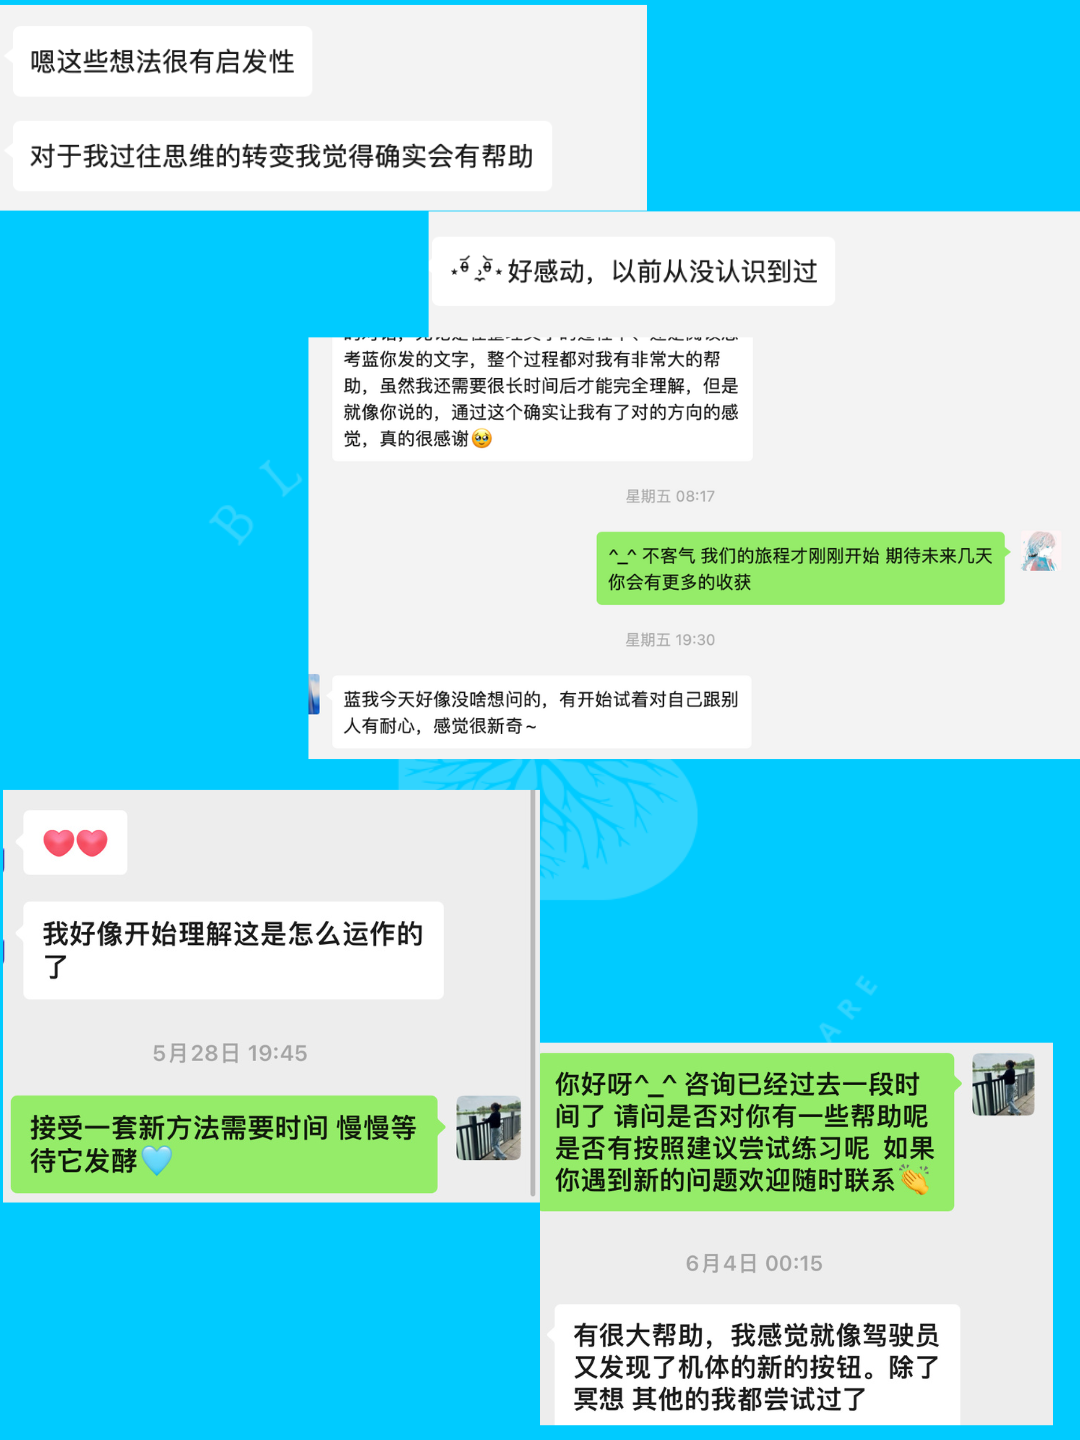 嗯这些想法很有启发性
对于我过往思维的转变我觉得确实会有帮助
好感动，以前从没认识到过
考蓝你发的文字，整个过程都对我有非常大的帮
助，虽然我还需要很长时间后才能完全理解，但是
就像你说的，通过这个确实让我有了对的方向的感
觉，真的很感谢🥹
星期五 08:17
^_^ 不客气 我们的旅程才刚刚开始 期待未来几天
你会有更多的收获
星期五 19:30
蓝我今天好像没啥想问的，有开始试着对自己跟别
人有耐心，感觉很新奇～
B L
❤️❤️
我好像开始理解这是怎么运作的
了
5月28日 19:45
接受一套新方法需要时间 慢慢等
待它发酵🩵
ARE
你好呀^_^ 咨询已经过去一段时
间了 请问是否对你有一些帮助呢
是否有按照建议尝试练习呢 如果
你遇到新的问题欢迎随时联系👏
6月4日 00:15
有很大帮助，我感觉就像驾驶员
又发现了机体的新的按钮。除了
冥想 其他的我都尝试过了